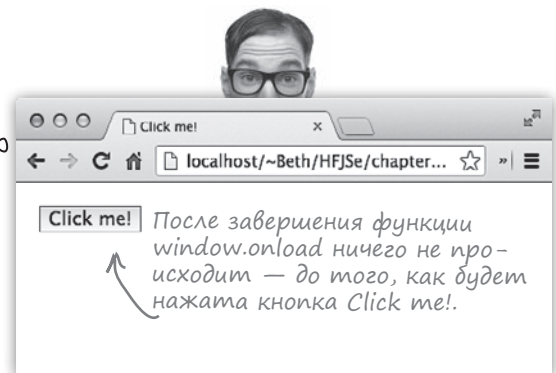 Click me!
localhost/~Beth/HFJSe/chapter...
Click me!
После завершения функции
window.onload ничего не про-
исходит — до того, как будет
нажата кнопка Click me!.